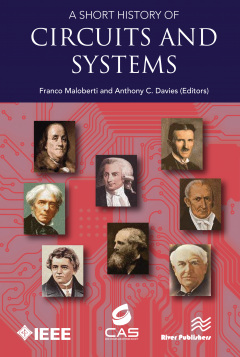 A SHORT HISTORY OF
CIRCUITS AND
SYSTEMS
Franco Maloberti and Anthony C. Davies (Editors)
IEEE
CAS
River Publishers